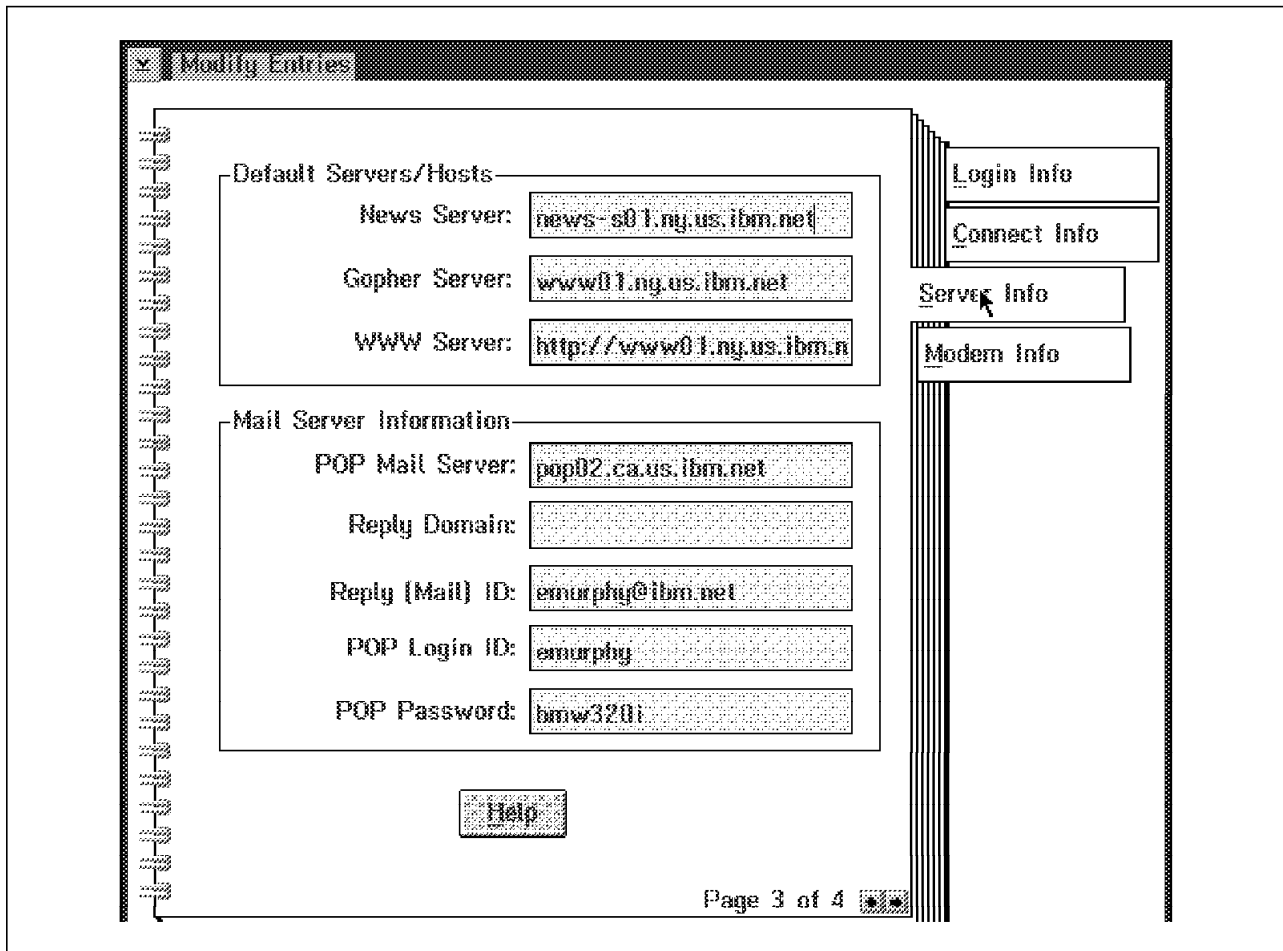 Modify Entries
Default Servers/Hosts
News Server: news-s01.ny.us.ibm.net
Gopher Server: www01.ny.us.ibm.net
WWW Server: http://www01.ny.us.ibm.n
Mail Server Information
POP Mail Server: pop02.ca.us.ibm.net
Reply Domain:
Reply (Mail) ID: emurphy@ibm.net
POP Login ID: emurphy
POP Password: bmw320i
Help
Page 3 of 4
Login Info
Connect Info
Server Info
Modem Info